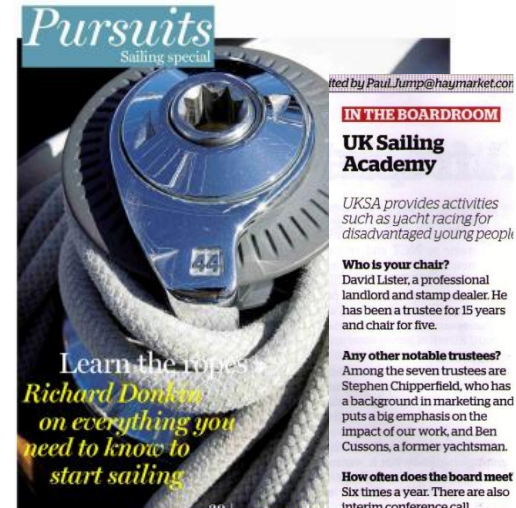 Pursuits
Sailing special
44
Learn the ropes
Richard Donkin
on everything you
need to know to
start sailing
ited by Paul.Jump@haymarket.com
IN THE BOARDROOM
UK Sailing
Academy
UKSA provides activities
such as yacht racing for
disadvantaged young people
Who is your chair?
David Lister, a professional
landlord and stamp dealer. He
has been a trustee for 15 years
and chair for five.
Any other notable trustees?
Among the seven trustees are
Stephen Chipperfield, who has
a background in marketing and
puts a big emphasis on the
impact of our work, and Ben
Cussons, a former yachtsman.
How often does the board meet
Six times a year. There are also
interim conference call